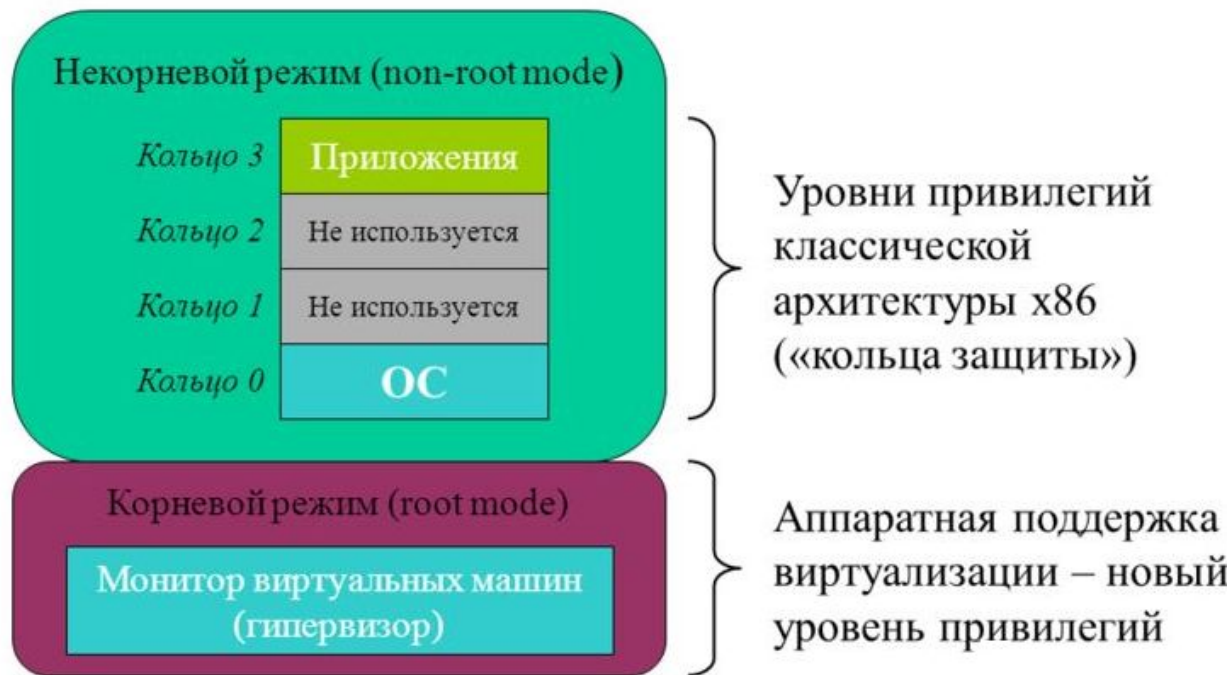 Некорневой режим (non-root mode)
Кольцо 3
Приложения
Кольцо 2
Не используется
Кольцо 1
Не используется
Кольцо 0
ОС
Уровни привилегий
классической
архитектуры x86
(«кольца защиты»)
Корневой режим (root mode)
Монитор виртуальных машин
(гипервизор)
Аппаратная поддержка
виртуализации – новый
уровень привилегий